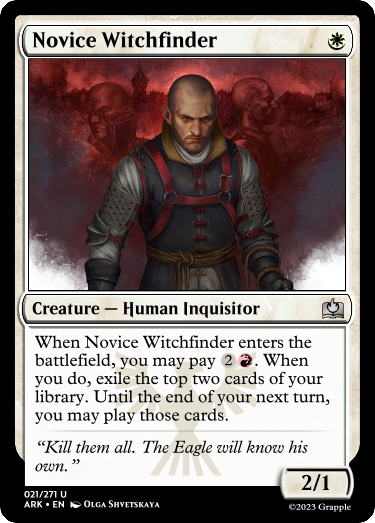 Novice Witchfinder
Creature — Human Inquisitor
When Novice Witchfinder enters the
battlefield, you may pay 2 . When
you do, exile the top two cards of your
library. Until the end of your next turn,
you may play those cards.
“Kill them all. The Eagle will know his
own.”
2/1
021/271 U
ARK • EN Olga Shvetskaya
©2023 Grapple